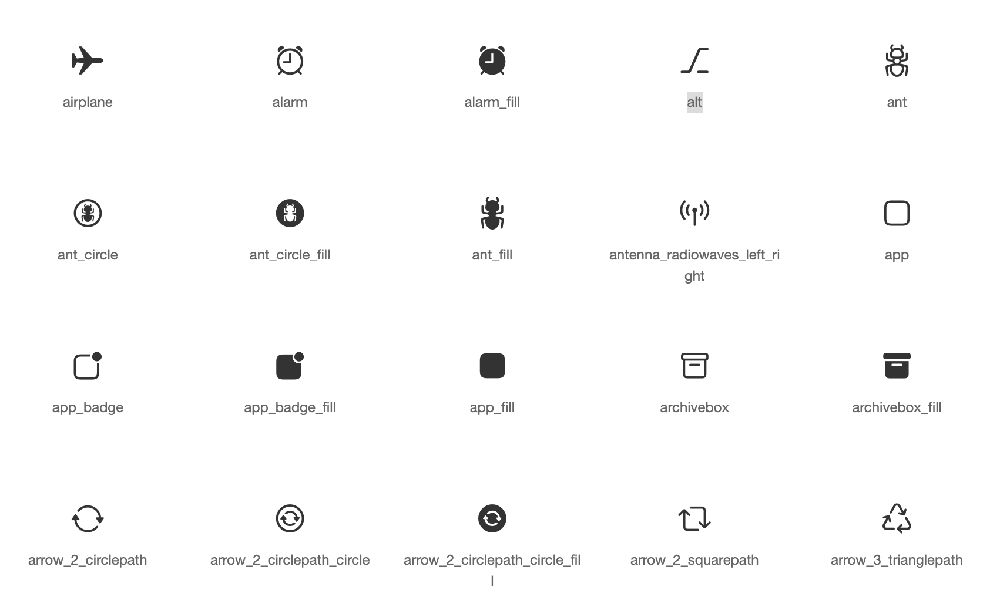 airplane
alarm
alarm_fill
alt
ant
ant_circle
ant_circle_fill
ant_fill
antenna_radiowaves_left_ri
ght
app
app_badge
app_badge_fill
app_fill
archivebox
archivebox_fill
arrow_2_circlepath
arrow_2_circlepath_circle
arrow_2_circlepath_circle_fil
l
arrow_2_squarepath
arrow_3_trianglepath